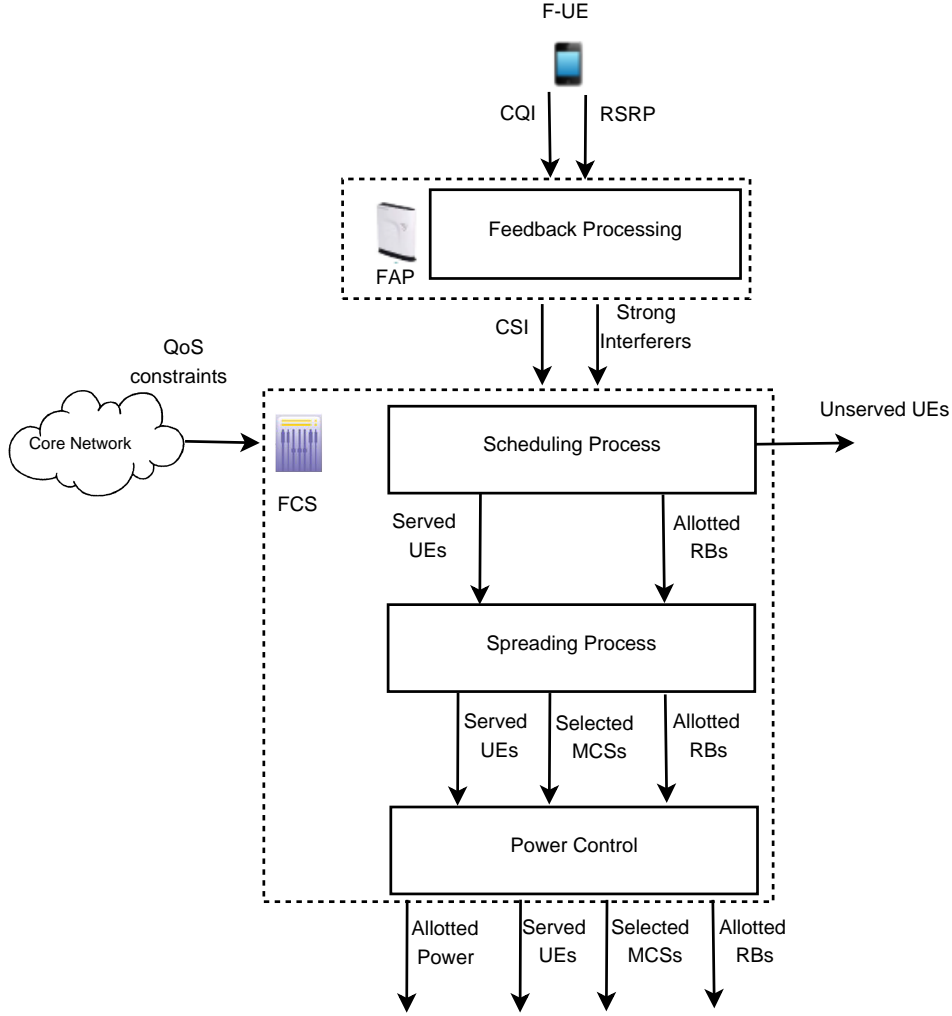 F-UE
CQI
RSRP
Feedback Processing
FAP
CSI
Strong
Interferers
QoS
constraints
Core Network
FCS
Scheduling Process
Unserved UEs
Served
UEs
Allotted
RBs
Spreading Process
Served
UEs
Selected
MCSs
Allotted
RBs
Power Control
Allotted
Power
Served
UEs
Selected
MCSs
Allotted
RBs